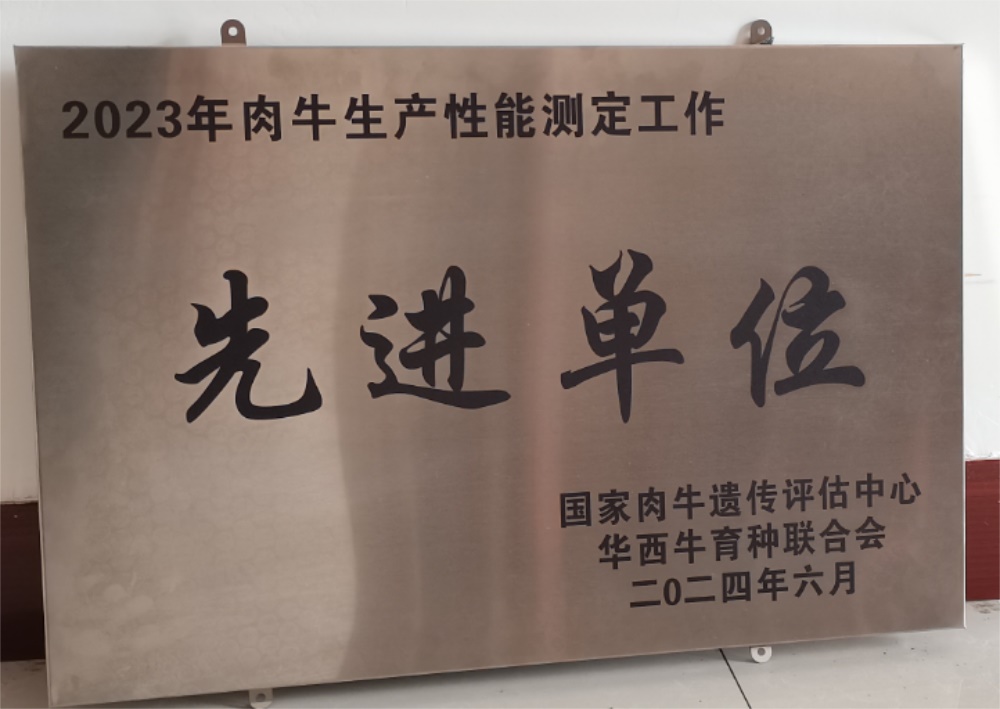 2023年肉牛生产性能测定工作
先进单位
国家肉牛遗传评估中心
华西牛育种联合会
二0二四年六月